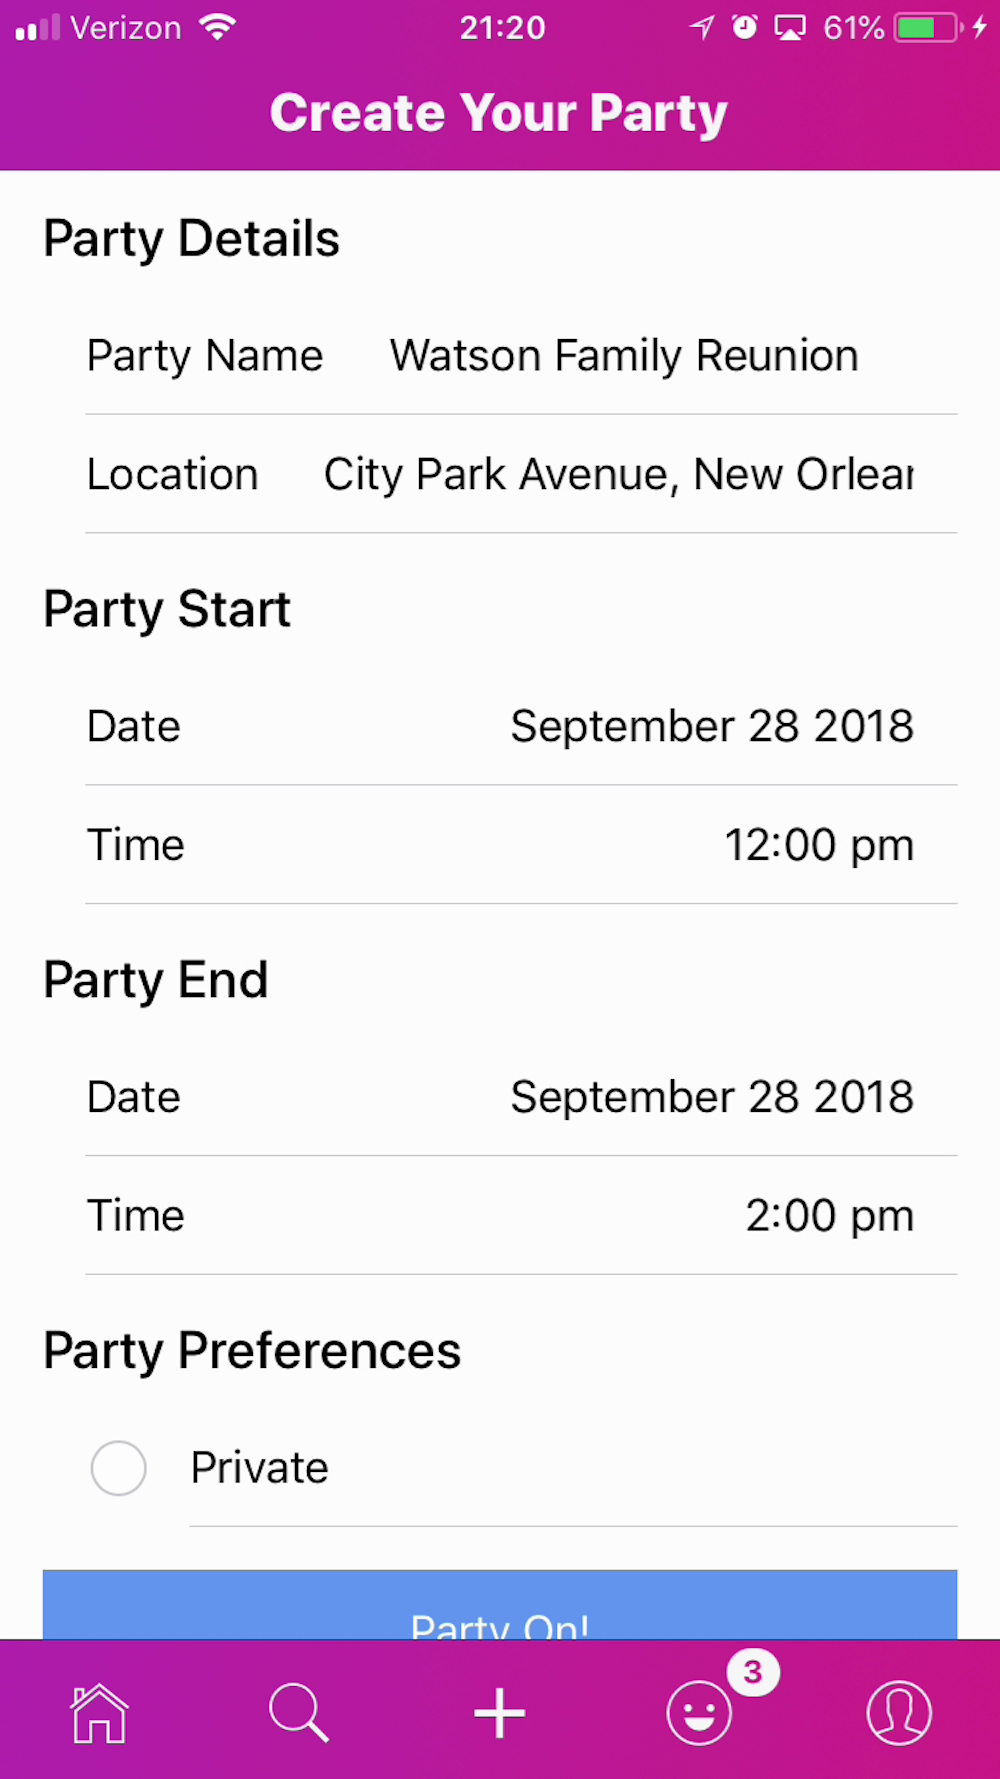 Verizon 21:20 61%
Create Your Party
Party Details
Party Name Watson Family Reunion
Location City Park Avenue, New Orlear
Party Start
Date September 28 2018
Time 12:00 pm
Party End
Date September 28 2018
Time 2:00 pm
Party Preferences
Private
Party On!
3